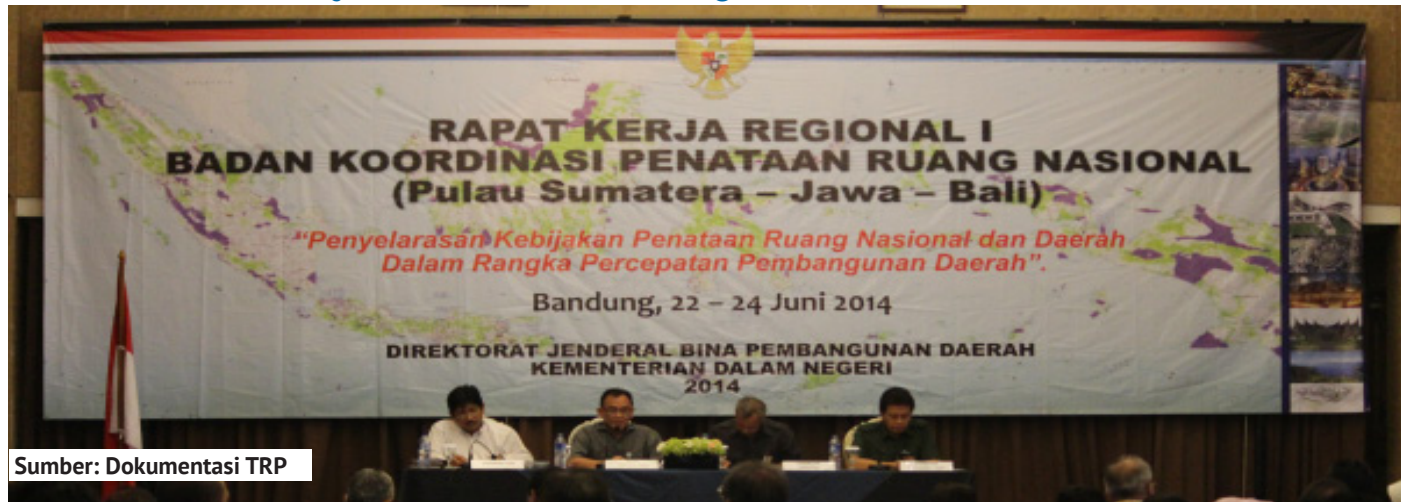 RAPAT KERJA REGIONAL I
BADAN KOORDINASI PENATAAN RUANG NASIONAL
(Pulau Sumatera – Jawa – Bali)
"Penyelarasan Kebijakan Penataan Ruang Nasional dan Daerah
Dalam Rangka Percepatan Pembangunan Daerah".
Bandung, 22 – 24 Juni 2014
DIREKTORAT JENDERAL BINA PEMBANGUNAN DAERAH
KEMENTERIAN DALAM NEGERI
2014
Sumber: Dokumentasi TRP